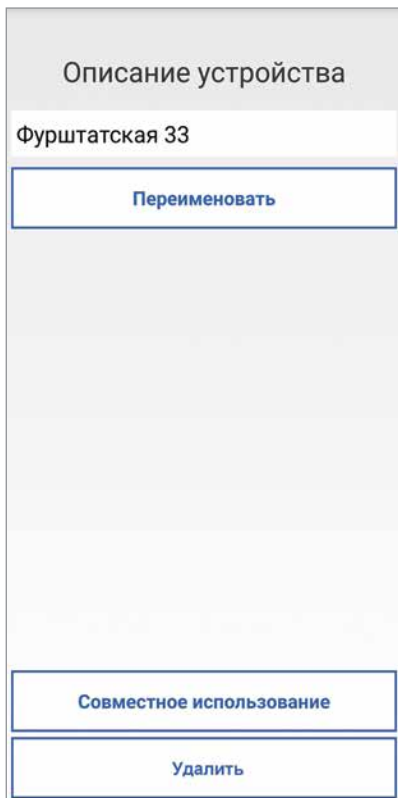 Описание устройства
Фурштатская 33
Переименовать
Совместное использование
Удалить